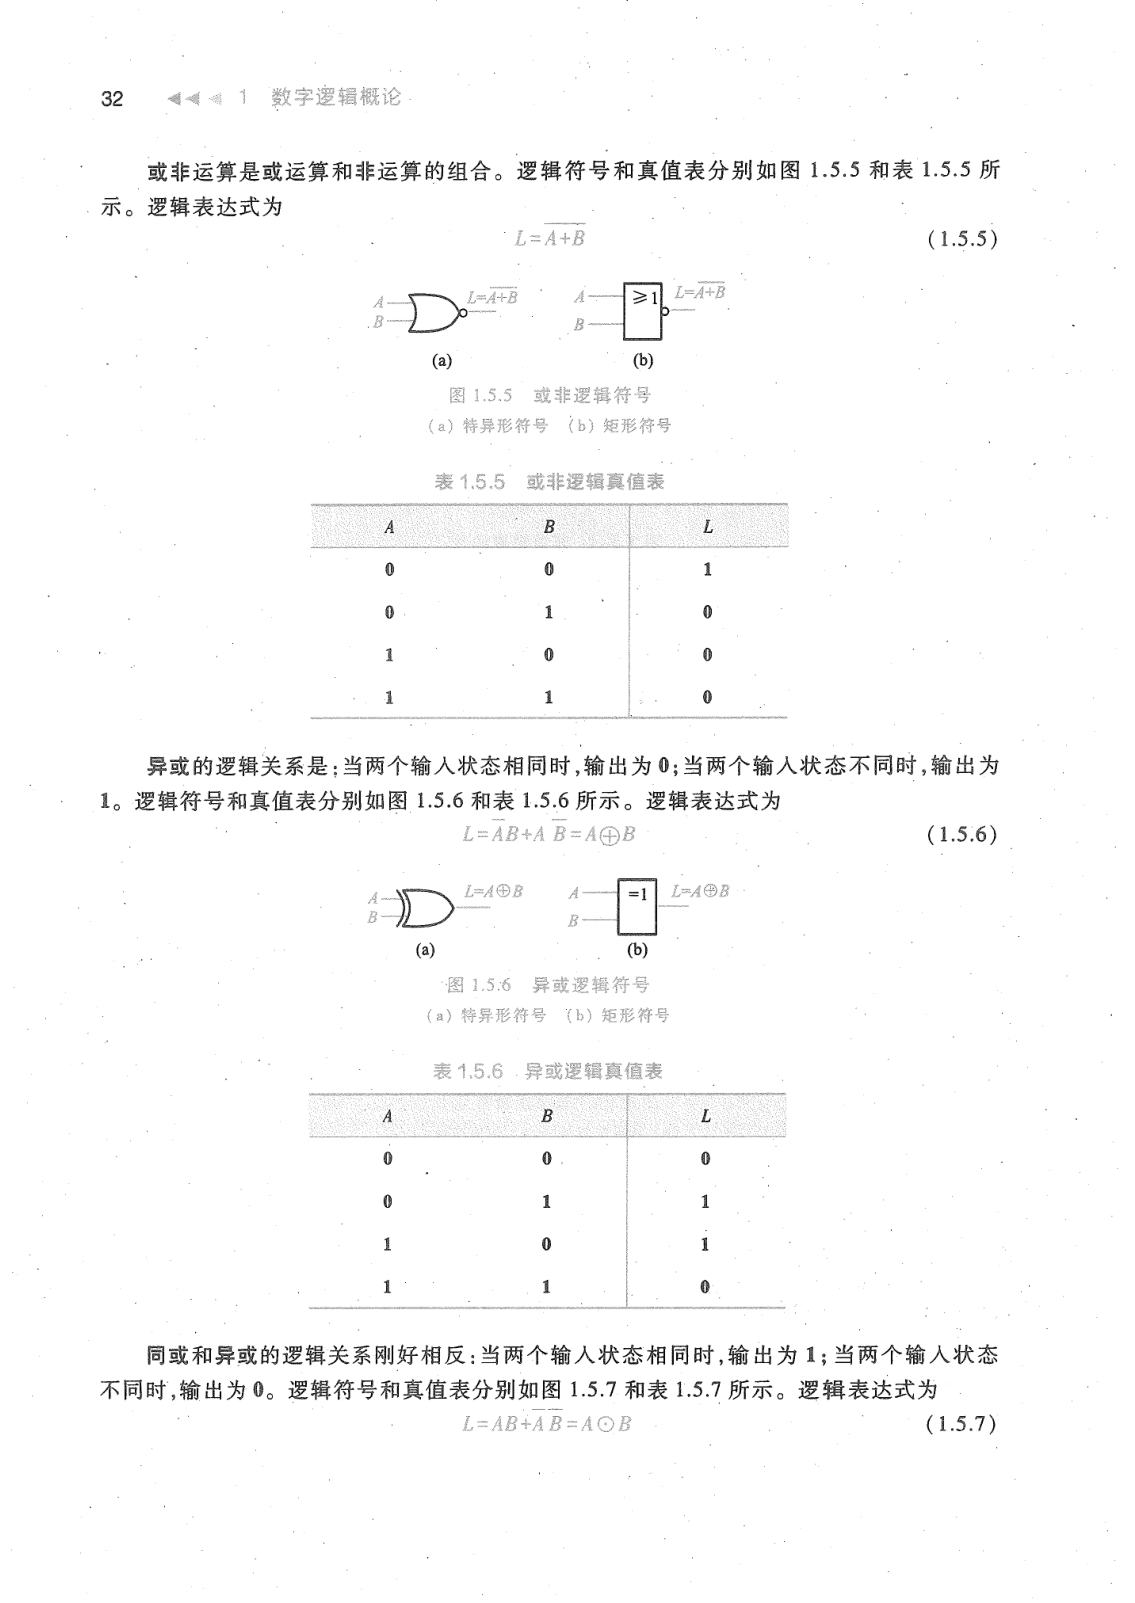 32 1 数字逻辑概论
或非运算是或运算和非运算的组合。逻辑符号和真值表分别如图 1.5.5 和表 1.5.5 所
示。逻辑表达式为
L=\overline{A+B} (1.5.5)
A B L=\overline{A+B} A B ≥1 L=\overline{A+B}
(a) (b)
图 1.5.5 或非逻辑符号
(a) 特异形符号 (b) 矩形符号
表 1.5.5 或非逻辑真值表
A B L
0 0 1
0 1 0
1 0 0
1 1 0
异或的逻辑关系是:当两个输入状态相同时,输出为 0;当两个输入状态不同时,输出为
1。逻辑符号和真值表分别如图 1.5.6 和表 1.5.6 所示。逻辑表达式为
L=\overline{A}B+A\overline{B}=A⊕B (1.5.6)
A B L=A⊕B A B =1 L=A⊕B
(a) (b)
图 1.5.6 异或逻辑符号
(a) 特异形符号 (b) 矩形符号
表 1.5.6 异或逻辑真值表
A B L
0 0 0
0 1 1
1 0 1
1 1 0
同或和异或的逻辑关系刚好相反:当两个输入状态相同时,输出为 1;当两个输入状态
不同时,输出为 0。逻辑符号和真值表分别如图 1.5.7 和表 1.5.7 所示。逻辑表达式为
L=AB+\overline{A}\,\overline{B}=A⊙B (1.5.7)